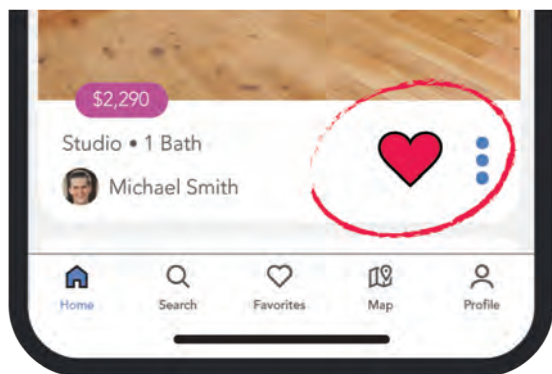 $2,290
Studio • 1 Bath
Michael Smith
Home Search Favorites Map Profile